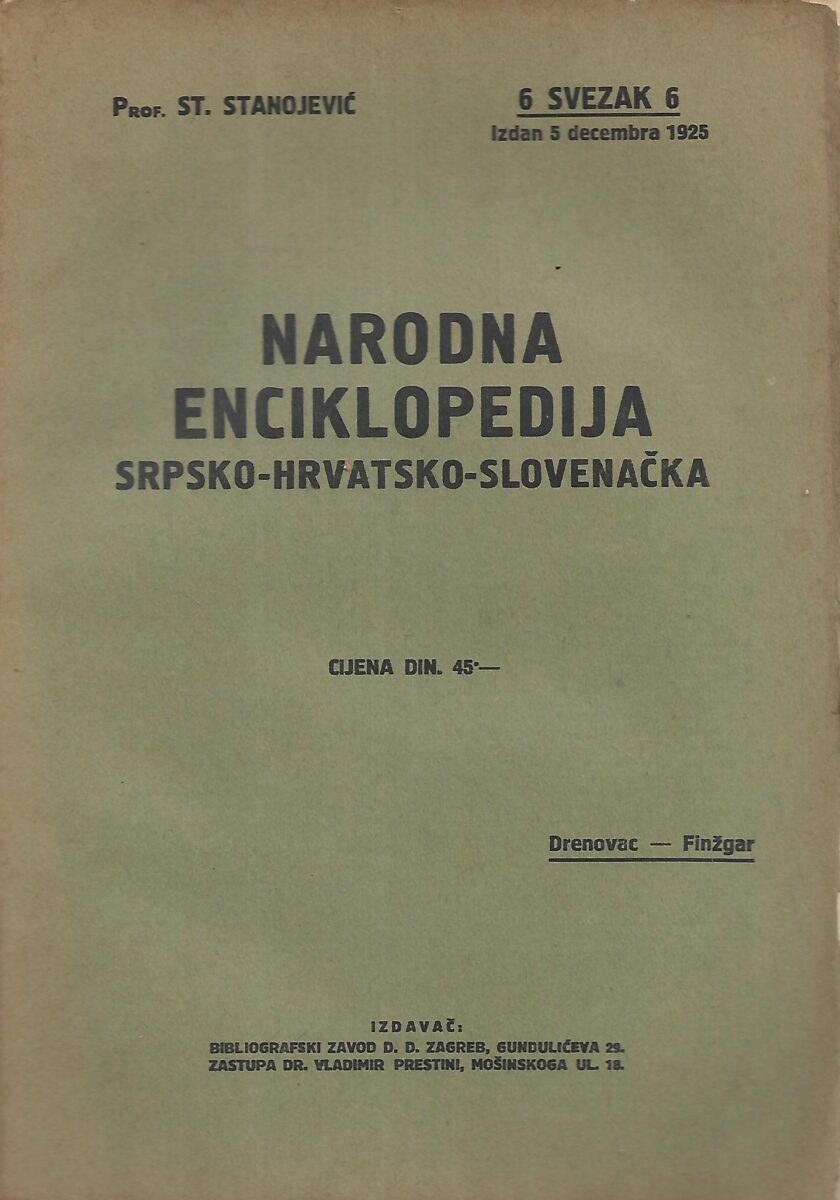 PROF. ST. STANOJEVIĆ
6 SVEZAK 6
Izdan 5 decembra 1925
NARODNA
ENCIKLOPEDIJA
SRPSKO-HRVATSKO-SLOVENAČKA
CIJENA DIN. 45·—
Drenovac — Finžgar
IZDAVAČ:
BIBLIOGRAFSKI ZAVOD D. D. ZAGREB, GUNDULIĆEVA 29.
ZASTUPA DR. VLADIMIR PRESTINI, MOŠINSKOGA UL. 18.